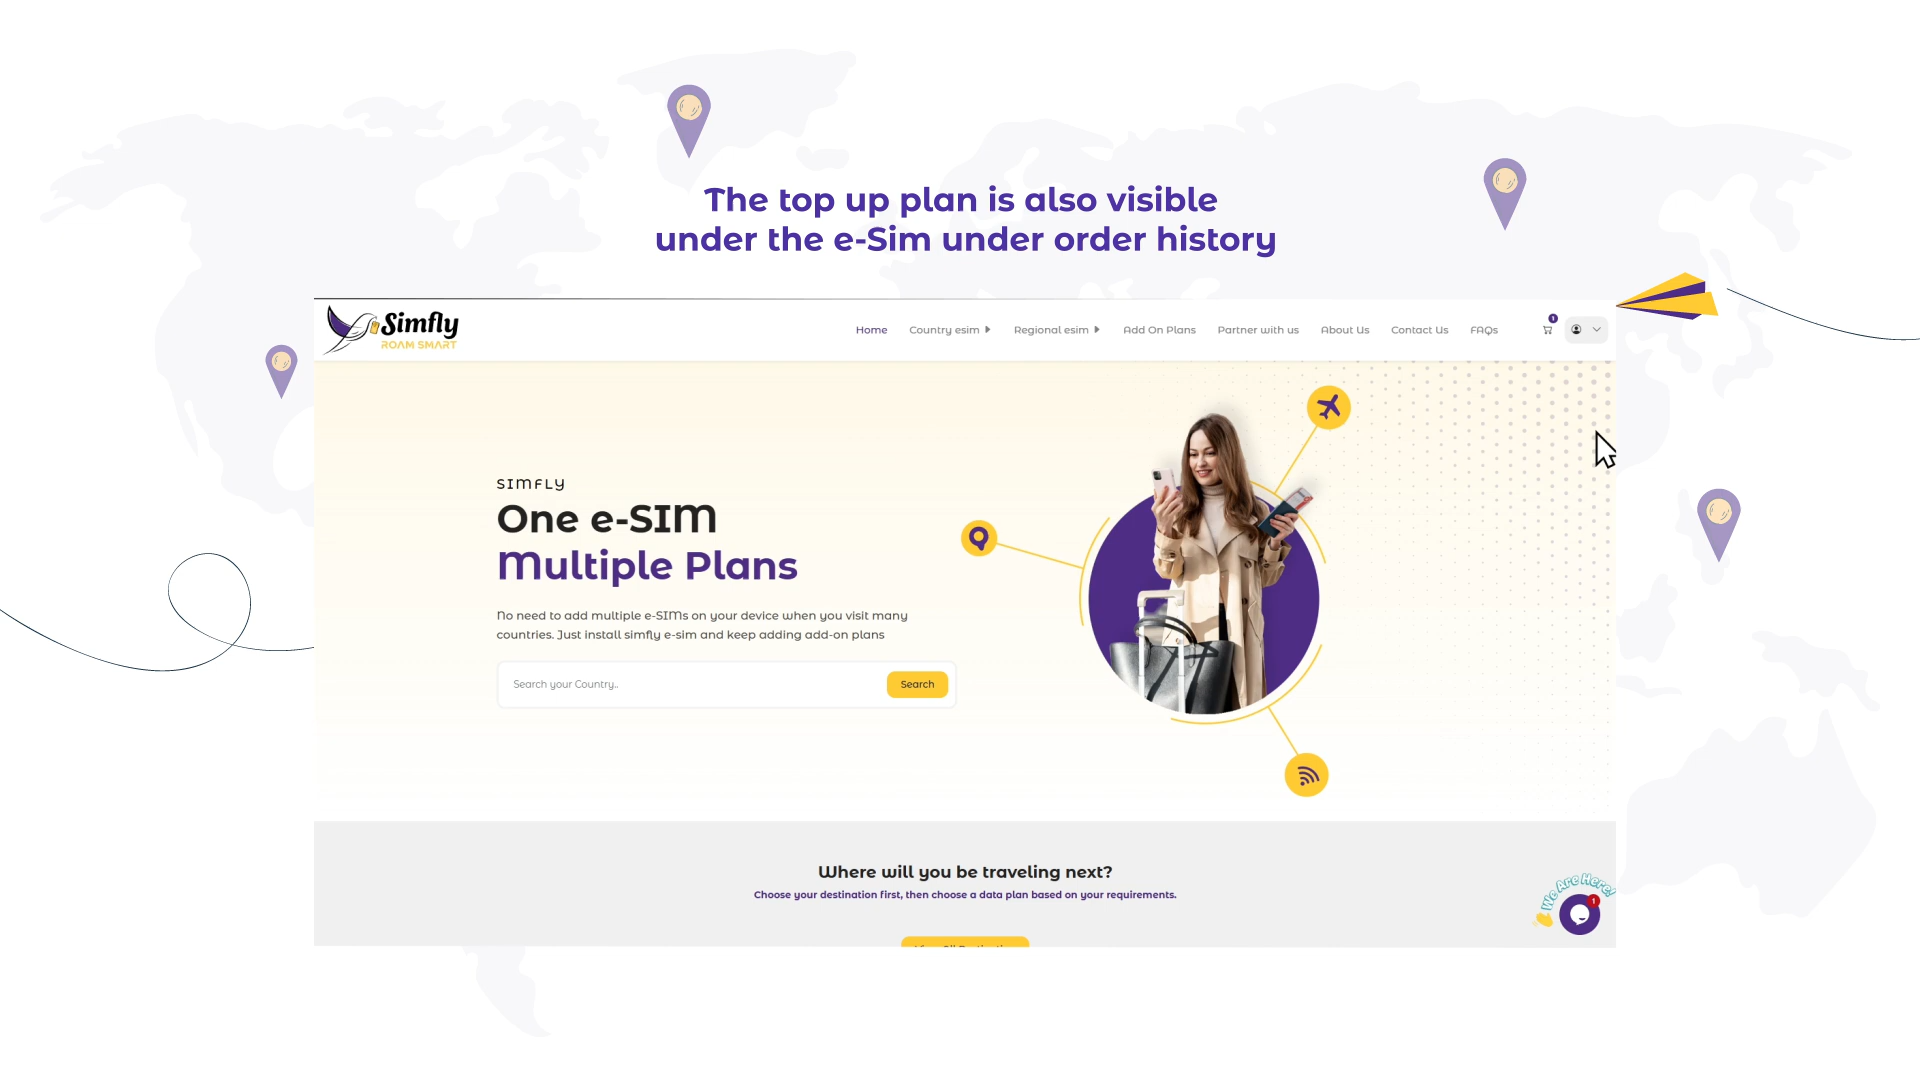 The top up plan is also visible
under the e-Sim under order history
Simfly
ROAM SMART
Home Country esim Regional esim Add On Plans Partner with us About Us Contact Us FAQs
1
SIMFLY
One e-SIM
Multiple Plans
No need to add multiple e-SIMs on your device when you visit many
countries. Just install simfly e-sim and keep adding add-on plans
Search your Country.. Search
Where will you be traveling next?
Choose your destination first, then choose a data plan based on your requirements.
We Are Here!
1